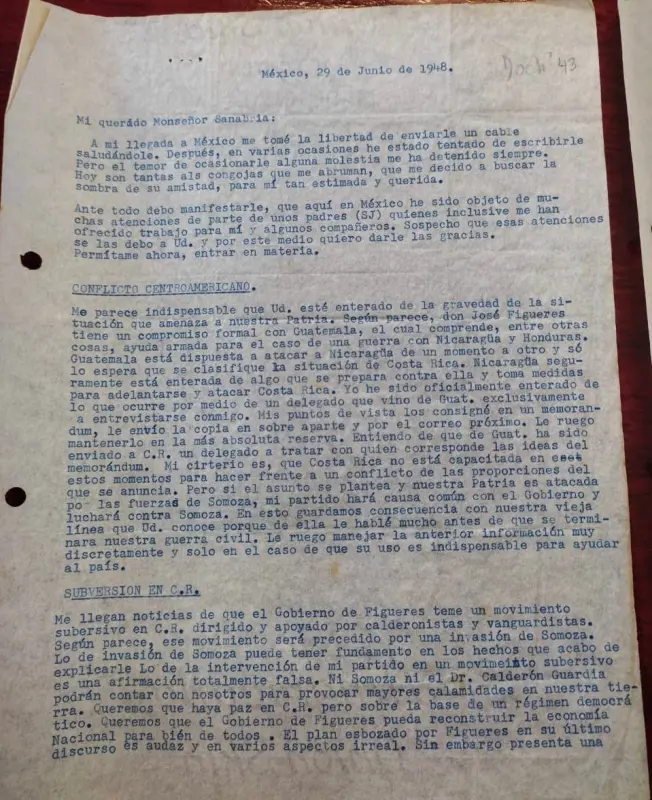 México, 29 de Junio de 1948.
Doc nº 43
Mi querido Monseñor Sanabria:
A mi llegada a México me tomé la libertad de enviarle un cable
saludándole. Después, en varias ocasiones he estado tentado de escribirle
Pero el temor de ocasionarle alguna molestia me ha detenido siempre.
Hoy son tantas als congojas que me abruman, que me decido a buscar la
sombra de su amistad, para mí tan estimada y querida.
Ante todo debo manifestarle, que aquí en México he sido objeto de mu-
chas atenciones de parte de unos padres (SJ) quienes inclusive me han
ofrecido trabajo para mí y algunos compañeros. Sospecho que esas atenciones
se las debo a Ud. y por este medio quiero darle las gracias.
Permítame ahora, entrar en materia.
CONFLICTO CENTROAMERICANO.
Me parece indispensable que Ud. está enterado de la gravedad de la si-
tuación que amenaza a nuestra Patria. Según parece, don José Figueres
tiene un compromiso formal con Guatemala, el cual comprende, entre otras
cosas, ayuda armada para el caso de una guerra con Nicaragüa y Honduras.
Guatemala está dispuesta a atacar a Nicaragüa de un momento a otro y só
lo espera que se clasifique la situación de Costa Rica. Nicaragüa segu-
ramente está enterada de algo que se prepara contra ella y toma medidas
para adelantarse y atacar Costa Rica. Yo he sido oficialmente enterado de
lo que ocurre por medio de un delegado que vino de Guat. exclusivamente
a entrevistarse conmigo. Mis puntos de vista los consigné en un memoran-
dum, le envío la copia en sobre aparte y por el correo próximo. Le ruego
mantenerlo en la más absoluta reserva. Entiendo de que de Guat. ha sido
enviado a C.R. un delegado a tratar con quien corresponde las ideas del
memorándum. Mi cirterio es, que Costa Rica no está capacitada en
estos momentos para hacer frente a un conflicto de las proporciones del
que se anuncia. Pero si el asunto se plantea y nuestra Patria es atacada
po las fuerzas de Somoza, mi partido hará causa común con el Gobierno y
luchará contra Somoza. En esto guardamos consecuencia con nuestra vieja
línea que Ud. conoce porque de ella le hablé mucho antes de que se termi-
nara nuestra guerra civil. Le ruego manejar la anterior información muy
discretamente y solo en el caso de que su uso es indispensable para ayudar
al país.
SUBVERSION EN C.R.
Me llegan noticias de que el Gobierno de Figueres teme un movimiento
subersivo en C.R. dirigido y apoyado por calderonistas y vanguardistas.
Según parece, ese movimiento será precedido por una invasión de Somoza.
Lo de invasión de Somoza puede tener fundamento en los hechos que acabo de
explicarle Lo de la intervención de mi partido en un movimeinto subersivo
es una afirmación totalmente falsa. Ni Somoza ni el Dr. Calderón Guardia
podrán contar con nosotros para provocar mayores calamidades en nuestra tie-
rra. Queremos que haya paz en C.R. pero sobre la base de un régimen democrá
tico. Queremos que el Gobierno de Figueres pueda reconstruir la economía
Nacional para bién de todos . El plan esbozado por Figueres en su último
discurso es audaz y en varios aspectos irreal. Sin embargo presenta una